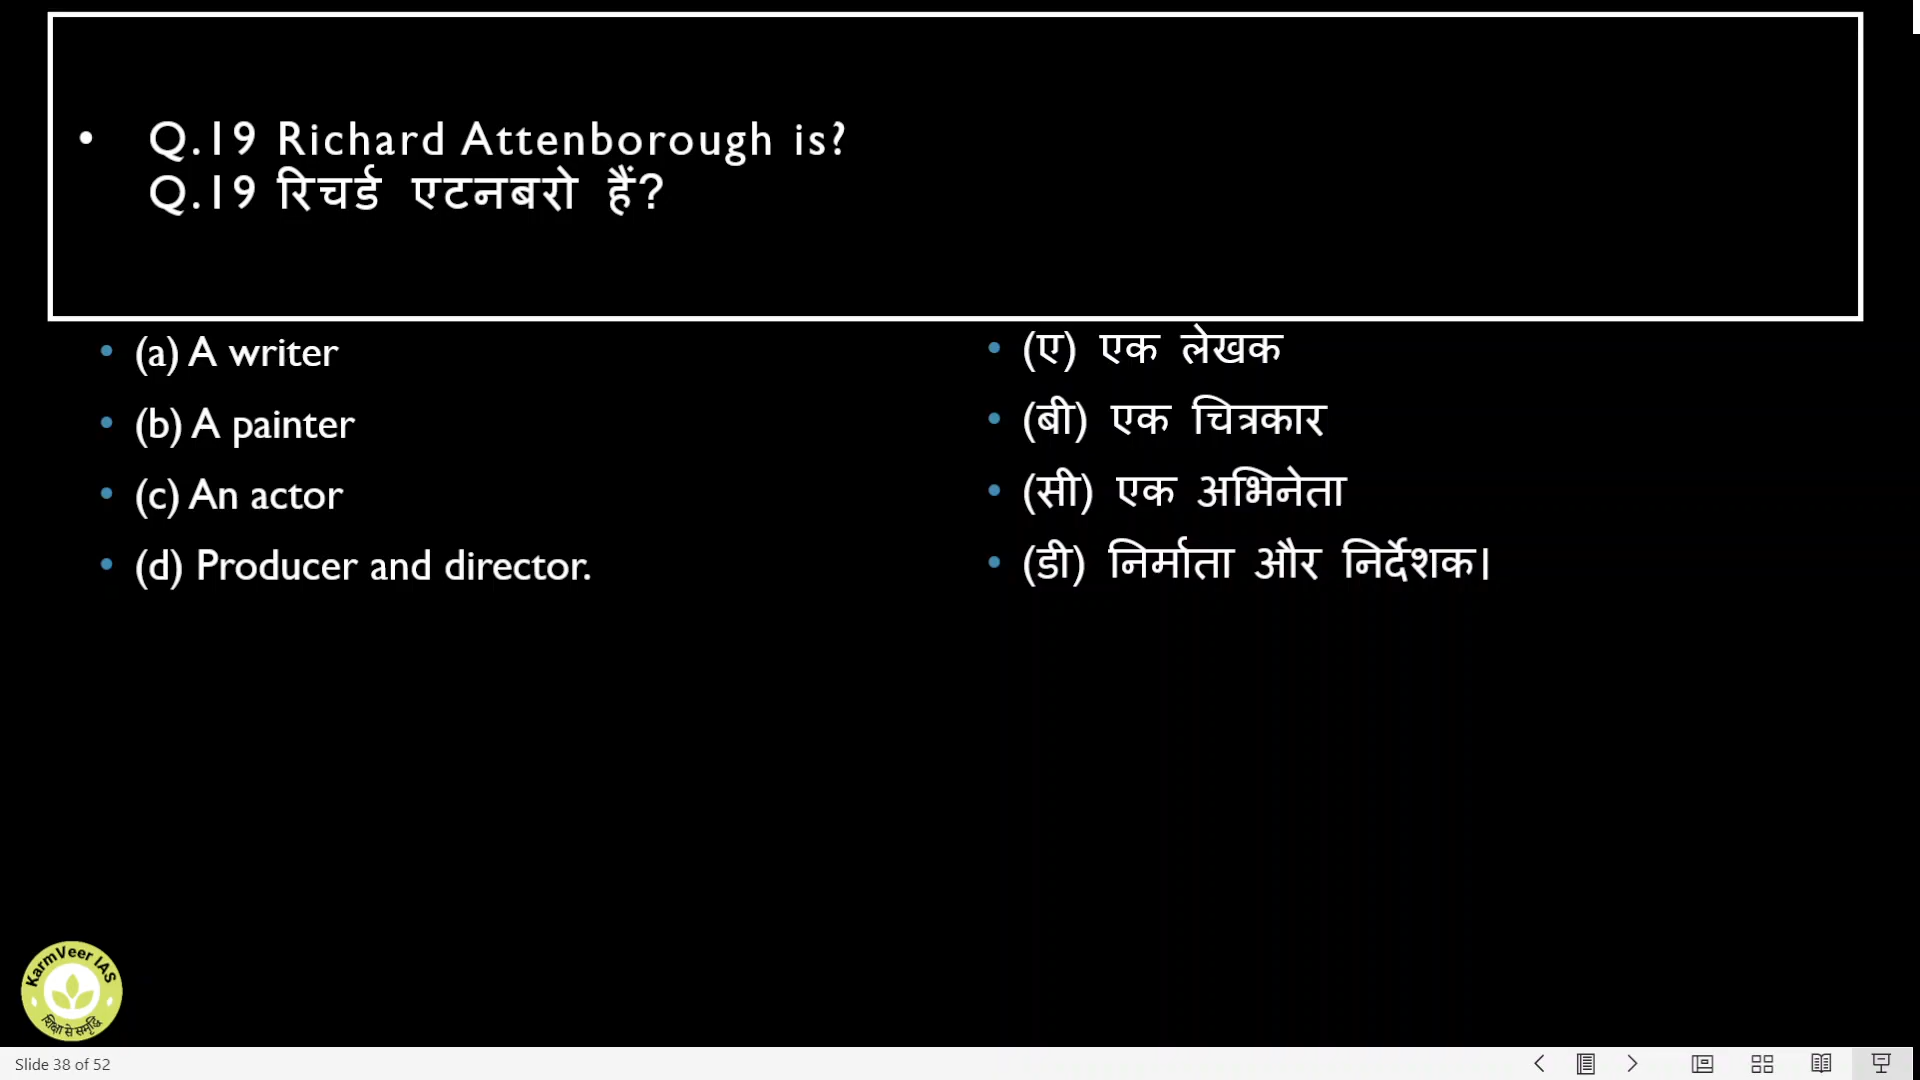 • Q.19 Richard Attenborough is?
Q.19 रिचर्ड एटनबरो हैं?
• (a) A writer
• (b) A painter
• (c) An actor
• (d) Producer and director.
• (ए) एक लेखक
• (बी) एक चित्रकार
• (सी) एक अभिनेता
• (डी) निर्माता और निर्देशक।
KarmVeer IAS
शिक्षा से समृद्धि
Slide 38 of 52